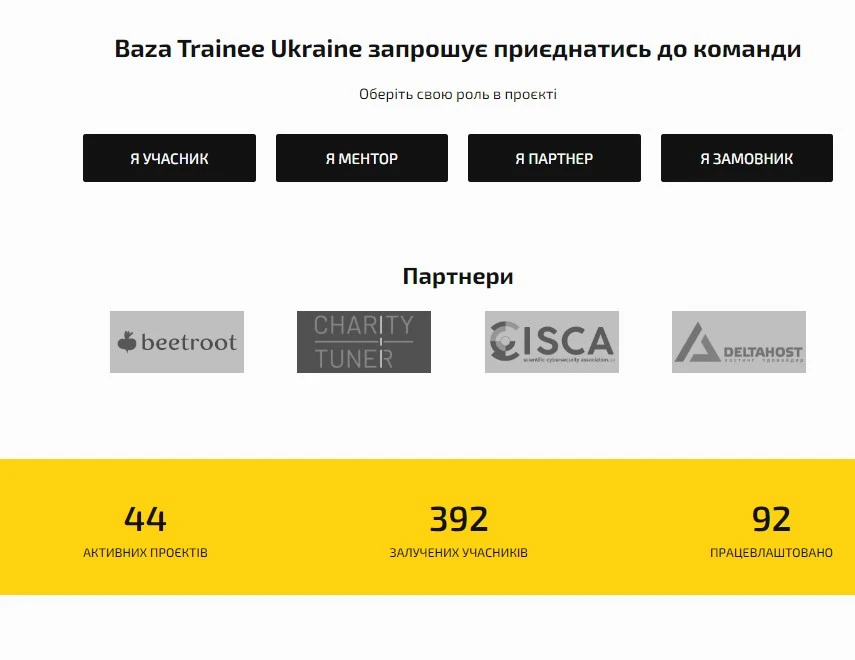 Baza Trainee Ukraine запрошує приєднатись до команди
Оберіть свою роль в проєкті
Я УЧАСНИК
Я МЕНТОР
Я ПАРТНЕР
Я ЗАМОВНИК
Партнери
beetroot
CHARITY
TUNER
CISCA
scientific cybersecurity association
DELTAHOST
хостинг провайдер
44
АКТИВНИХ ПРОЄКТІВ
392
ЗАЛУЧЕНИХ УЧАСНИКІВ
92
ПРАЦЕВЛАШТОВАНО